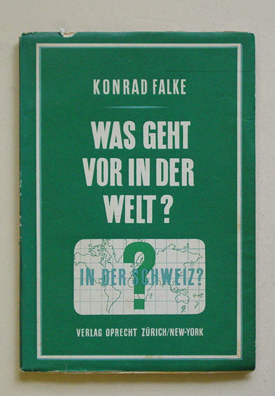 KONRAD FALKE
WAS GEHT
VOR IN DER
WELT?
?
IN DER SCHWEIZ?
VERLAG OPRECHT ZÜRICH/NEW-YORK